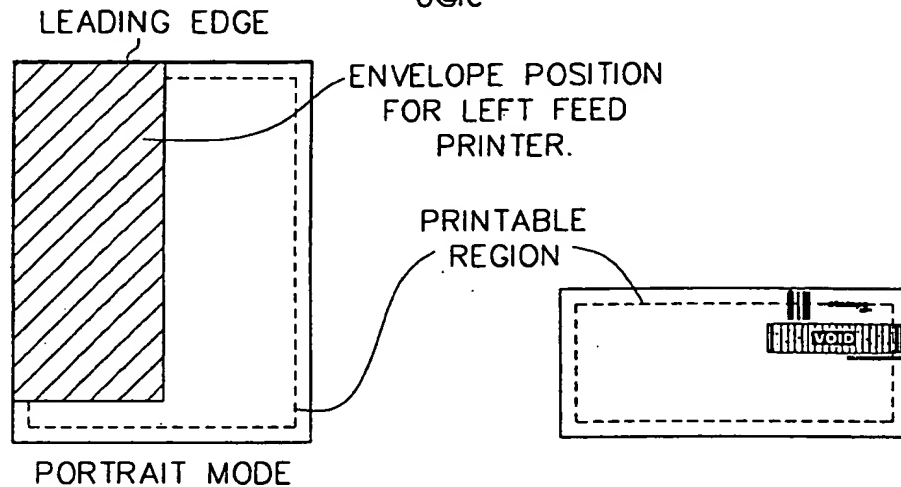 LEADING EDGE
ENVELOPE POSITION
FOR LEFT FEED
PRINTER.
PRINTABLE
REGION
VOID
PORTRAIT MODE